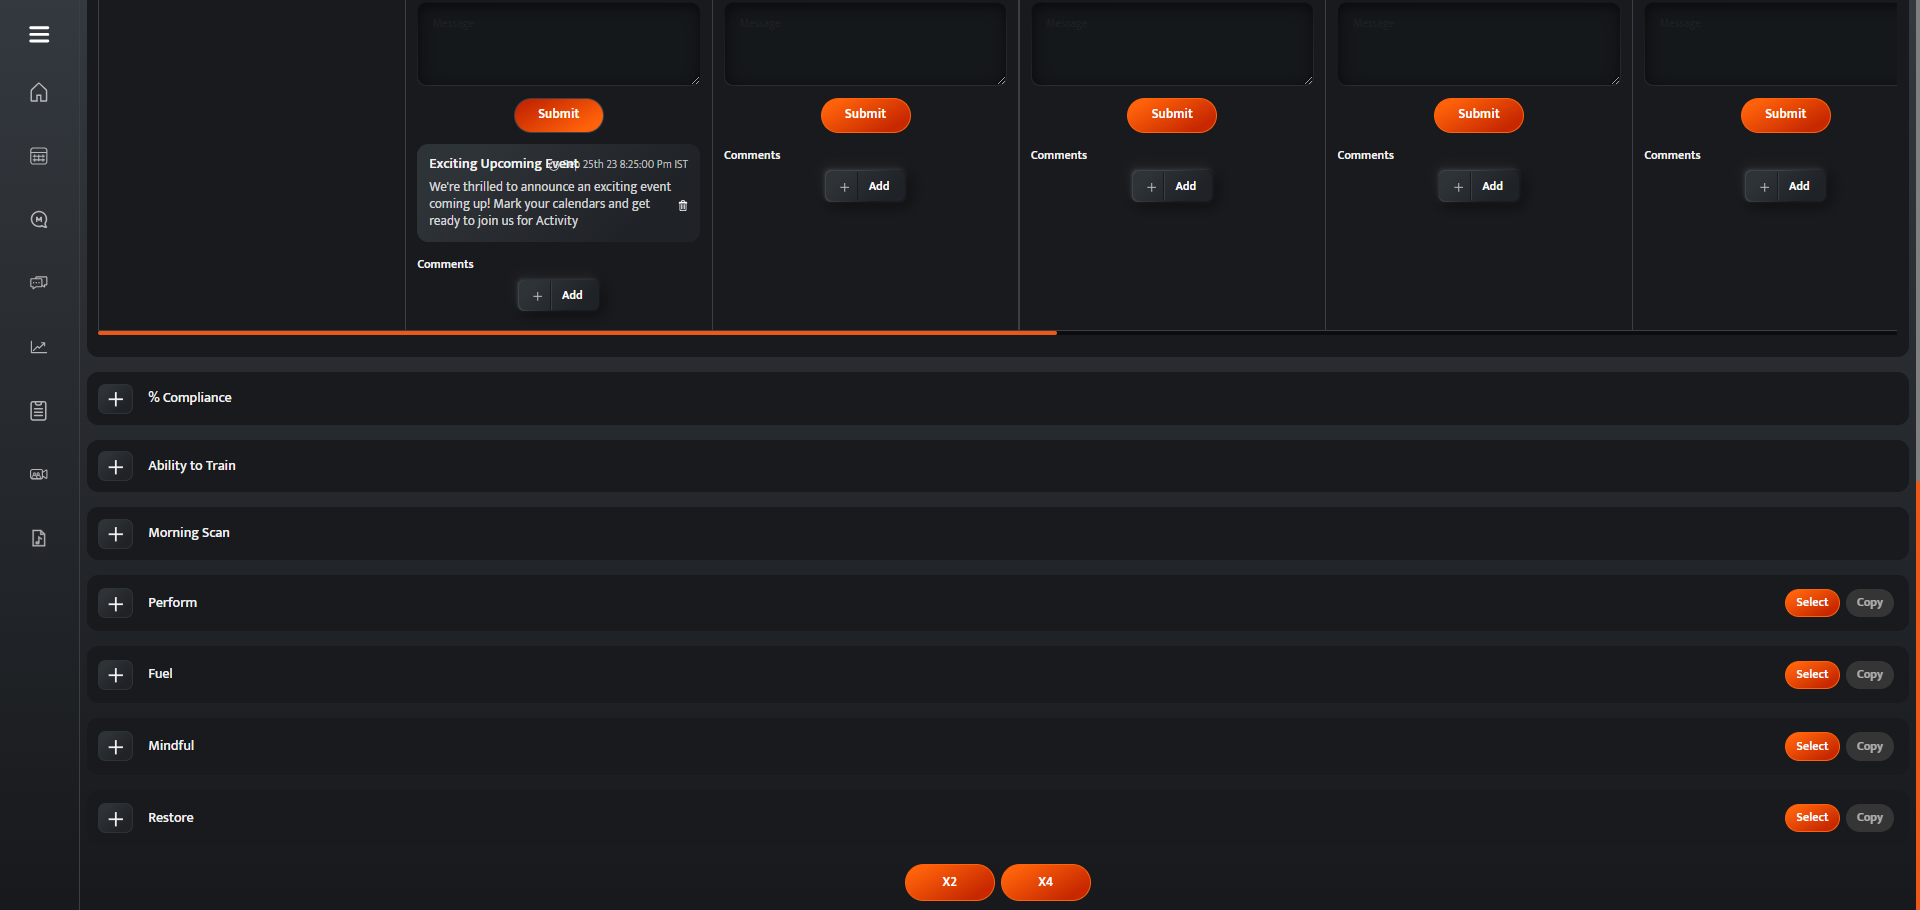 Message Message Message Message Message
Submit Submit Submit Submit Submit
Exciting Upcoming Event 25th 23 8:25:00 Pm IST
We're thrilled to announce an exciting event
coming up! Mark your calendars and get
ready to join us for Activity
Comments
+ Add
Comments Comments Comments Comments
+ Add + Add + Add + Add
% Compliance
Ability to Train
Morning Scan
Perform Select Copy
Fuel Select Copy
Mindful Select Copy
Restore Select Copy
X2 X4